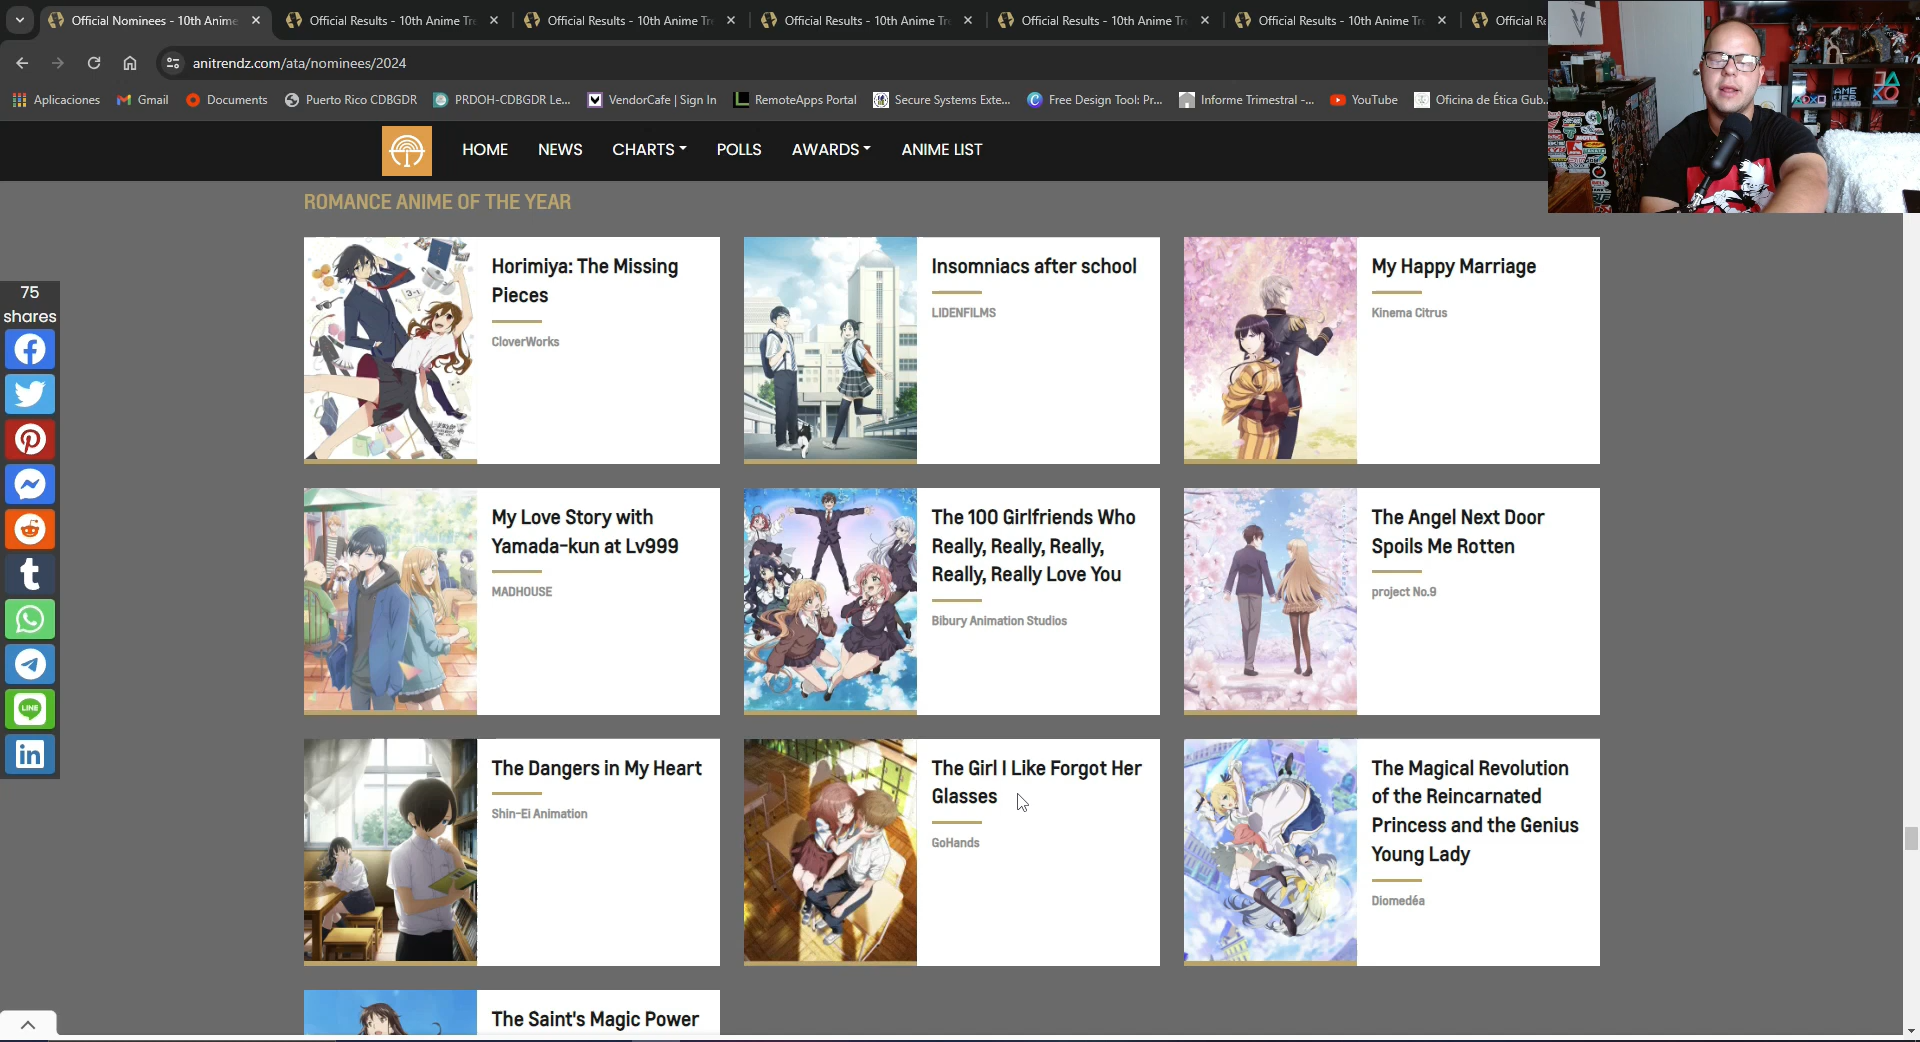 Official Nominees - 10th Anime
Official Results - 10th Anime Tr
Official Results - 10th Anime Tr
Official Results - 10th Anime Tr
Official Results - 10th Anime Tr
Official Results - 10th Anime Tr
Official Re
anitrendz.com/ata/nominees/2024
Aplicaciones
Gmail
Documents
Puerto Rico CDBGDR
PRDOH-CDBGDR Le...
VendorCafe | Sign In
RemoteApps Portal
Secure Systems Exte...
Free Design Tool: Pr...
Informe Trimestral -...
YouTube
Oficina de Ética Gub...
HOME
NEWS
CHARTS
POLLS
AWARDS
ANIME LIST
ROMANCE ANIME OF THE YEAR
75
shares
LINE
Horimiya: The Missing
Pieces
CloverWorks
Insomniacs after school
LIDENFILMS
My Happy Marriage
Kinema Citrus
My Love Story with
Yamada-kun at Lv999
MADHOUSE
The 100 Girlfriends Who
Really, Really, Really,
Really, Really Love You
Bibury Animation Studios
The Angel Next Door
Spoils Me Rotten
project No.9
The Dangers in My Heart
Shin-Ei Animation
The Girl I Like Forgot Her
Glasses
GoHands
The Magical Revolution
of the Reincarnated
Princess and the Genius
Young Lady
Diomedéa
The Saint's Magic Power